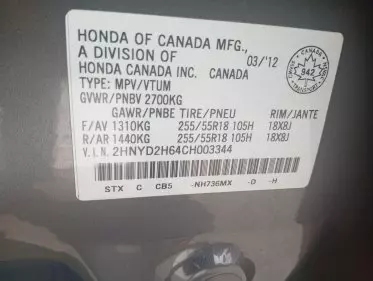 HONDA OF CANADA MFG.,
A DIVISION OF 03/'12
HONDA CANADA INC. CANADA
TYPE: MPV/VTUM
GVWR/PNBV 2700KG
GAWR/PNBE TIRE/PNEU RIM/JANTE
F/AV 1310KG 255/55R18 105H 18X8J
R/AR 1440KG 255/55R18 105H 18X8J
V.I.N. 2HNYD2H64CH003344
STX C CB5 -NH736MX -D -H
CANADA
942